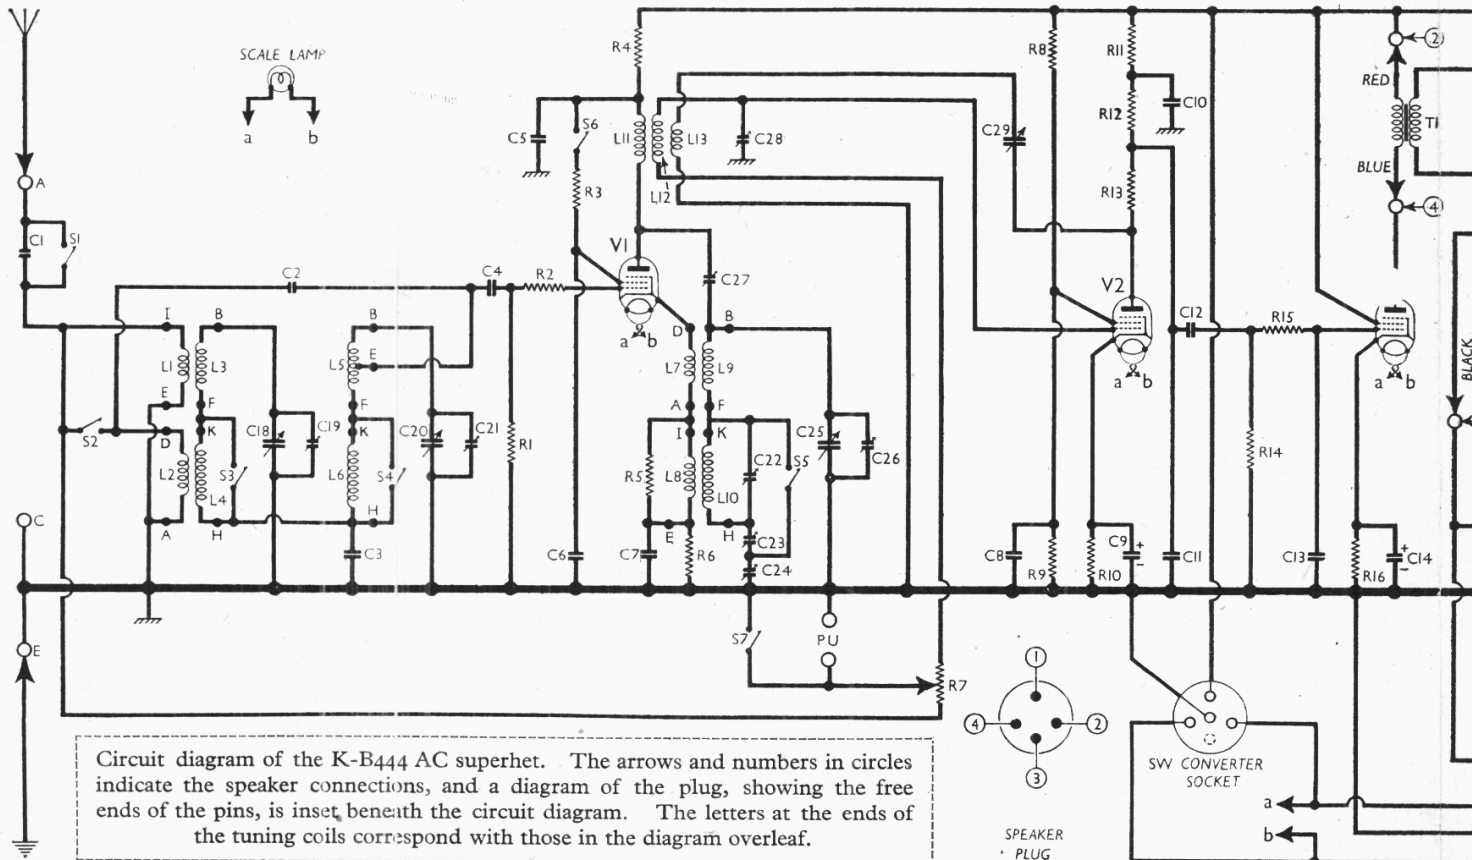 SCALE LAMP
a b
A
C1 S1
C2
C4
R2
R4
C5
S6
R3
L11
L12
L13
C28
C29
R8
R11
R12
R13
C10
2
RED
T1
BLUE
4
V1
a b
C27
V2
a b
C12
R15
a b
BLACK
I B B
L1 L3 L5 E
E F F
S2 D K K
C18 C19 C20 C21
R1
L2 L4 S3 L6 S4
A H H
C3
C
E
D B
L7 L9
A F
I K
R5 L8 L10
C22 S5
C25 C26
E H
C6 C7 R6 C23
C24
S7
PU
R7
C8 R9 R10 C9 + -
C11
R14
C13
R16 + - C14
1
4 2
3
SPEAKER
PLUG
SW CONVERTER
SOCKET
a
b
Circuit diagram of the K-B444 AC superhet. The arrows and numbers in circles
indicate the speaker connections, and a diagram of the plug, showing the free
ends of the pins, is inset beneath the circuit diagram. The letters at the ends of
the tuning coils correspond with those in the diagram overleaf.